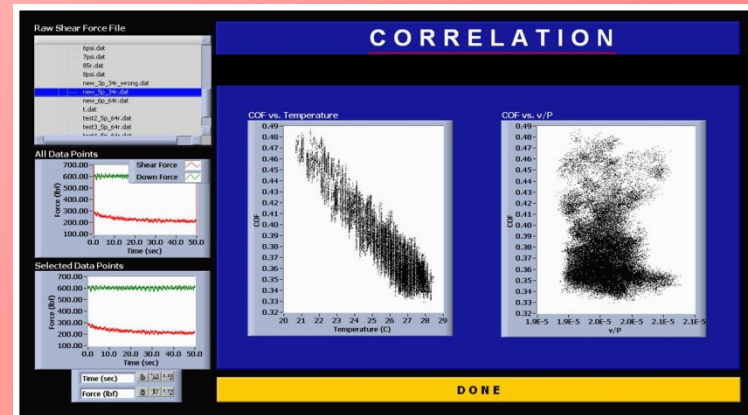 Raw Shear Force File
6psi.dat
7psi.dat
85r.dat
8psi.dat
new_3p_34r_wrong.dat
new_5p_34r.dat
new_6p_64r.dat
t.dat
test2_5p_64r.dat
test3_5p_64r.dat
All Data Points
Shear Force
Down Force
700.00
600.00
500.00
400.00
300.00
200.00
100.00
Force (lbf)
0.0 10.0 20.0 30.0 40.0 50.0
Time (sec)
Selected Data Points
700.00
600.00
500.00
400.00
300.00
200.00
100.00
Force (lbf)
0.0 10.0 20.0 30.0 40.0 50.0
Time (sec)
Time (sec)
Force (lbf)
CORRELATION
COF vs. Temperature
0.49
0.48
0.47
0.46
0.45
0.44
0.43
0.42
0.41
0.40
0.39
0.38
0.37
0.36
0.35
0.34
0.33
0.32
COF
20 21 22 23 24 25 26 27 28 29
Temperature (C)
COF vs. v/P
0.49
0.48
0.47
0.46
0.45
0.44
0.43
0.42
0.41
0.40
0.39
0.38
0.37
0.36
0.35
0.34
0.33
0.32
COF
1.9E-5 1.9E-5 2.0E-5 2.0E-5 2.1E-5 2.1E-5
v/P
DONE